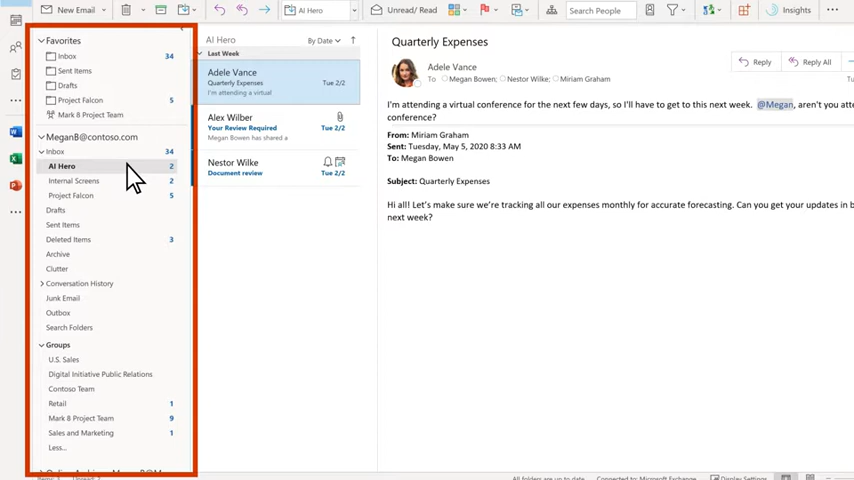 New Email
AI Hero
Unread/ Read
Search People
Insights
Favorites
Inbox 34
Sent Items
Drafts
Project Falcon 5
Mark 8 Project Team
MeganB@contoso.com
Inbox 34
AI Hero 2
Internal Screens 2
Project Falcon 5
Drafts
Sent Items
Deleted Items 3
Archive
Clutter
Conversation History
Junk Email
Outbox
Search Folders
Groups
U.S. Sales
Digital Initiative Public Relations
Contoso Team
Retail 1
Mark 8 Project Team 9
Sales and Marketing 1
Less...
AI Hero By Date
Last Week
Adele Vance
Quarterly Expenses Tue 2/2
I'm attending a virtual
Alex Wilber
Your Review Required Tue 2/2
Megan Bowen has shared a
Nestor Wilke
Document review Tue 2/2
Quarterly Expenses
Adele Vance
To Megan Bowen; Nestor Wilke; Miriam Graham
Reply
Reply All
I'm attending a virtual conference for the next few days, so I'll have to get to this next week. @Megan, aren't you atte
conference?
From: Miriam Graham
Sent: Tuesday, May 5, 2020 8:33 AM
To: Megan Bowen
Subject: Quarterly Expenses
Hi all! Let's make sure we're tracking all our expenses monthly for accurate forecasting. Can you get your updates in b
next week?
All folders are up to date. Connected to: Microsoft Exchange Display Settings